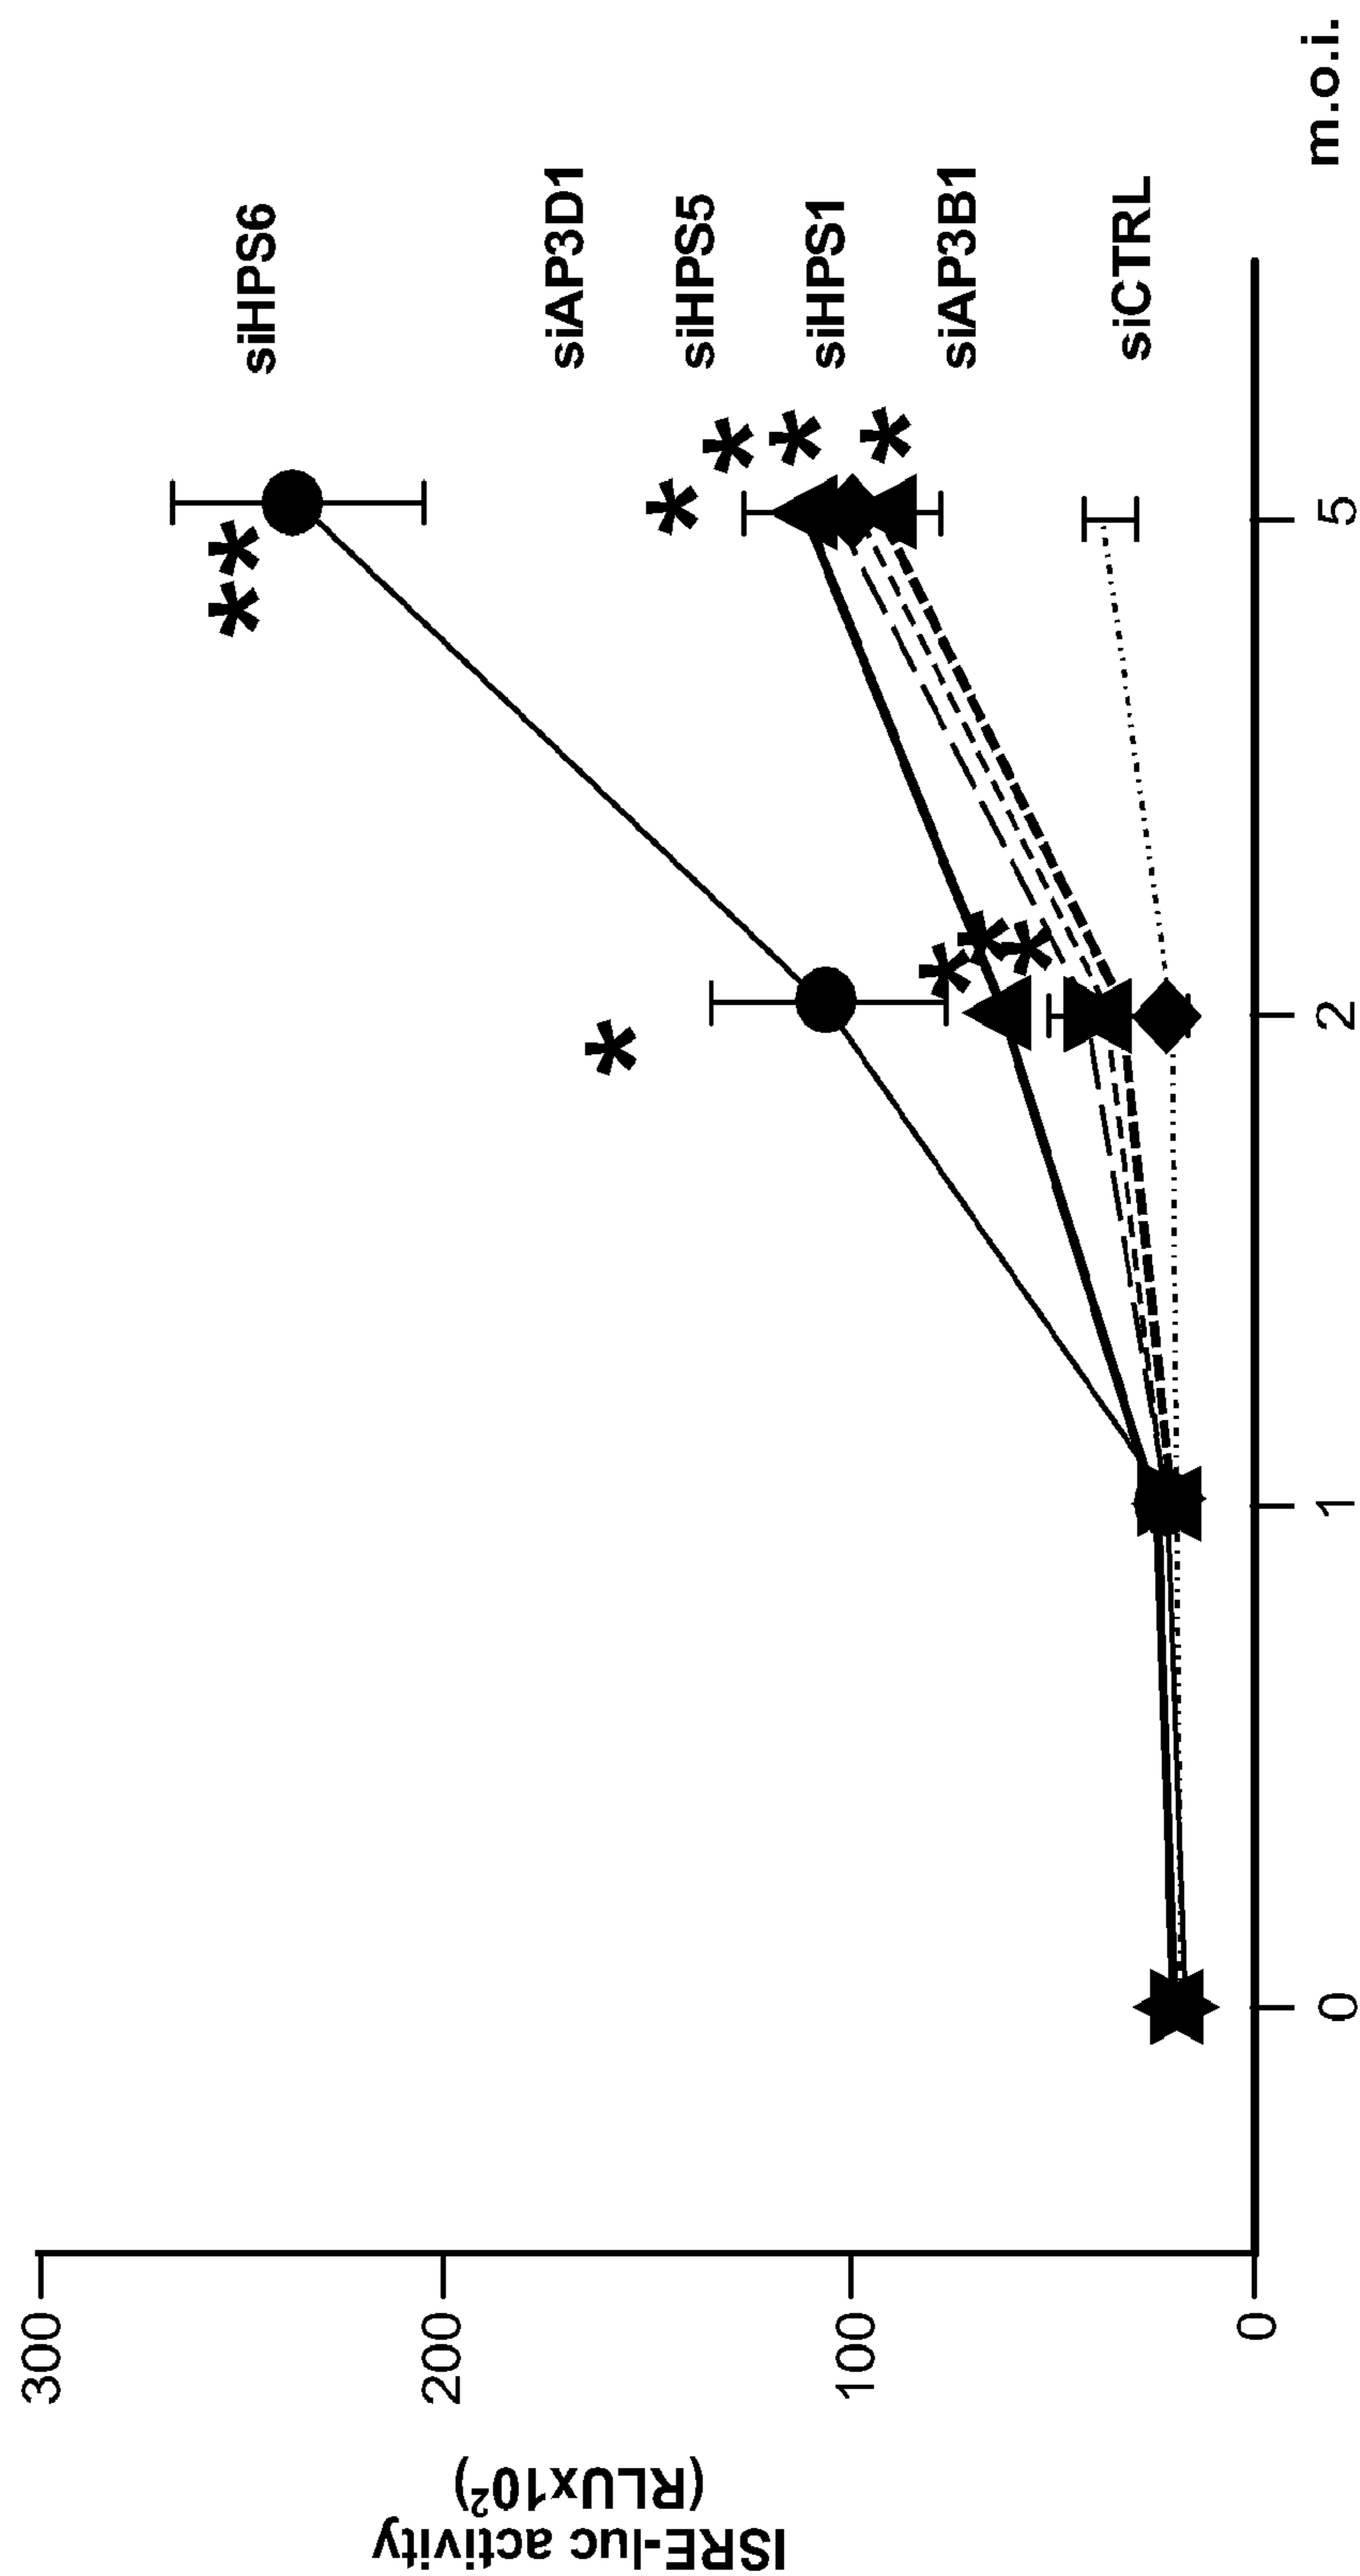 ISRE-luc activity
(RLUx10²)
300
200
100
0
0
1
2
5
m.o.i.
siHPS6
siAP3D1
siHPS5
siHPS1
siAP3B1
siCTRL
**
*
*
*
*
*
*
*
*